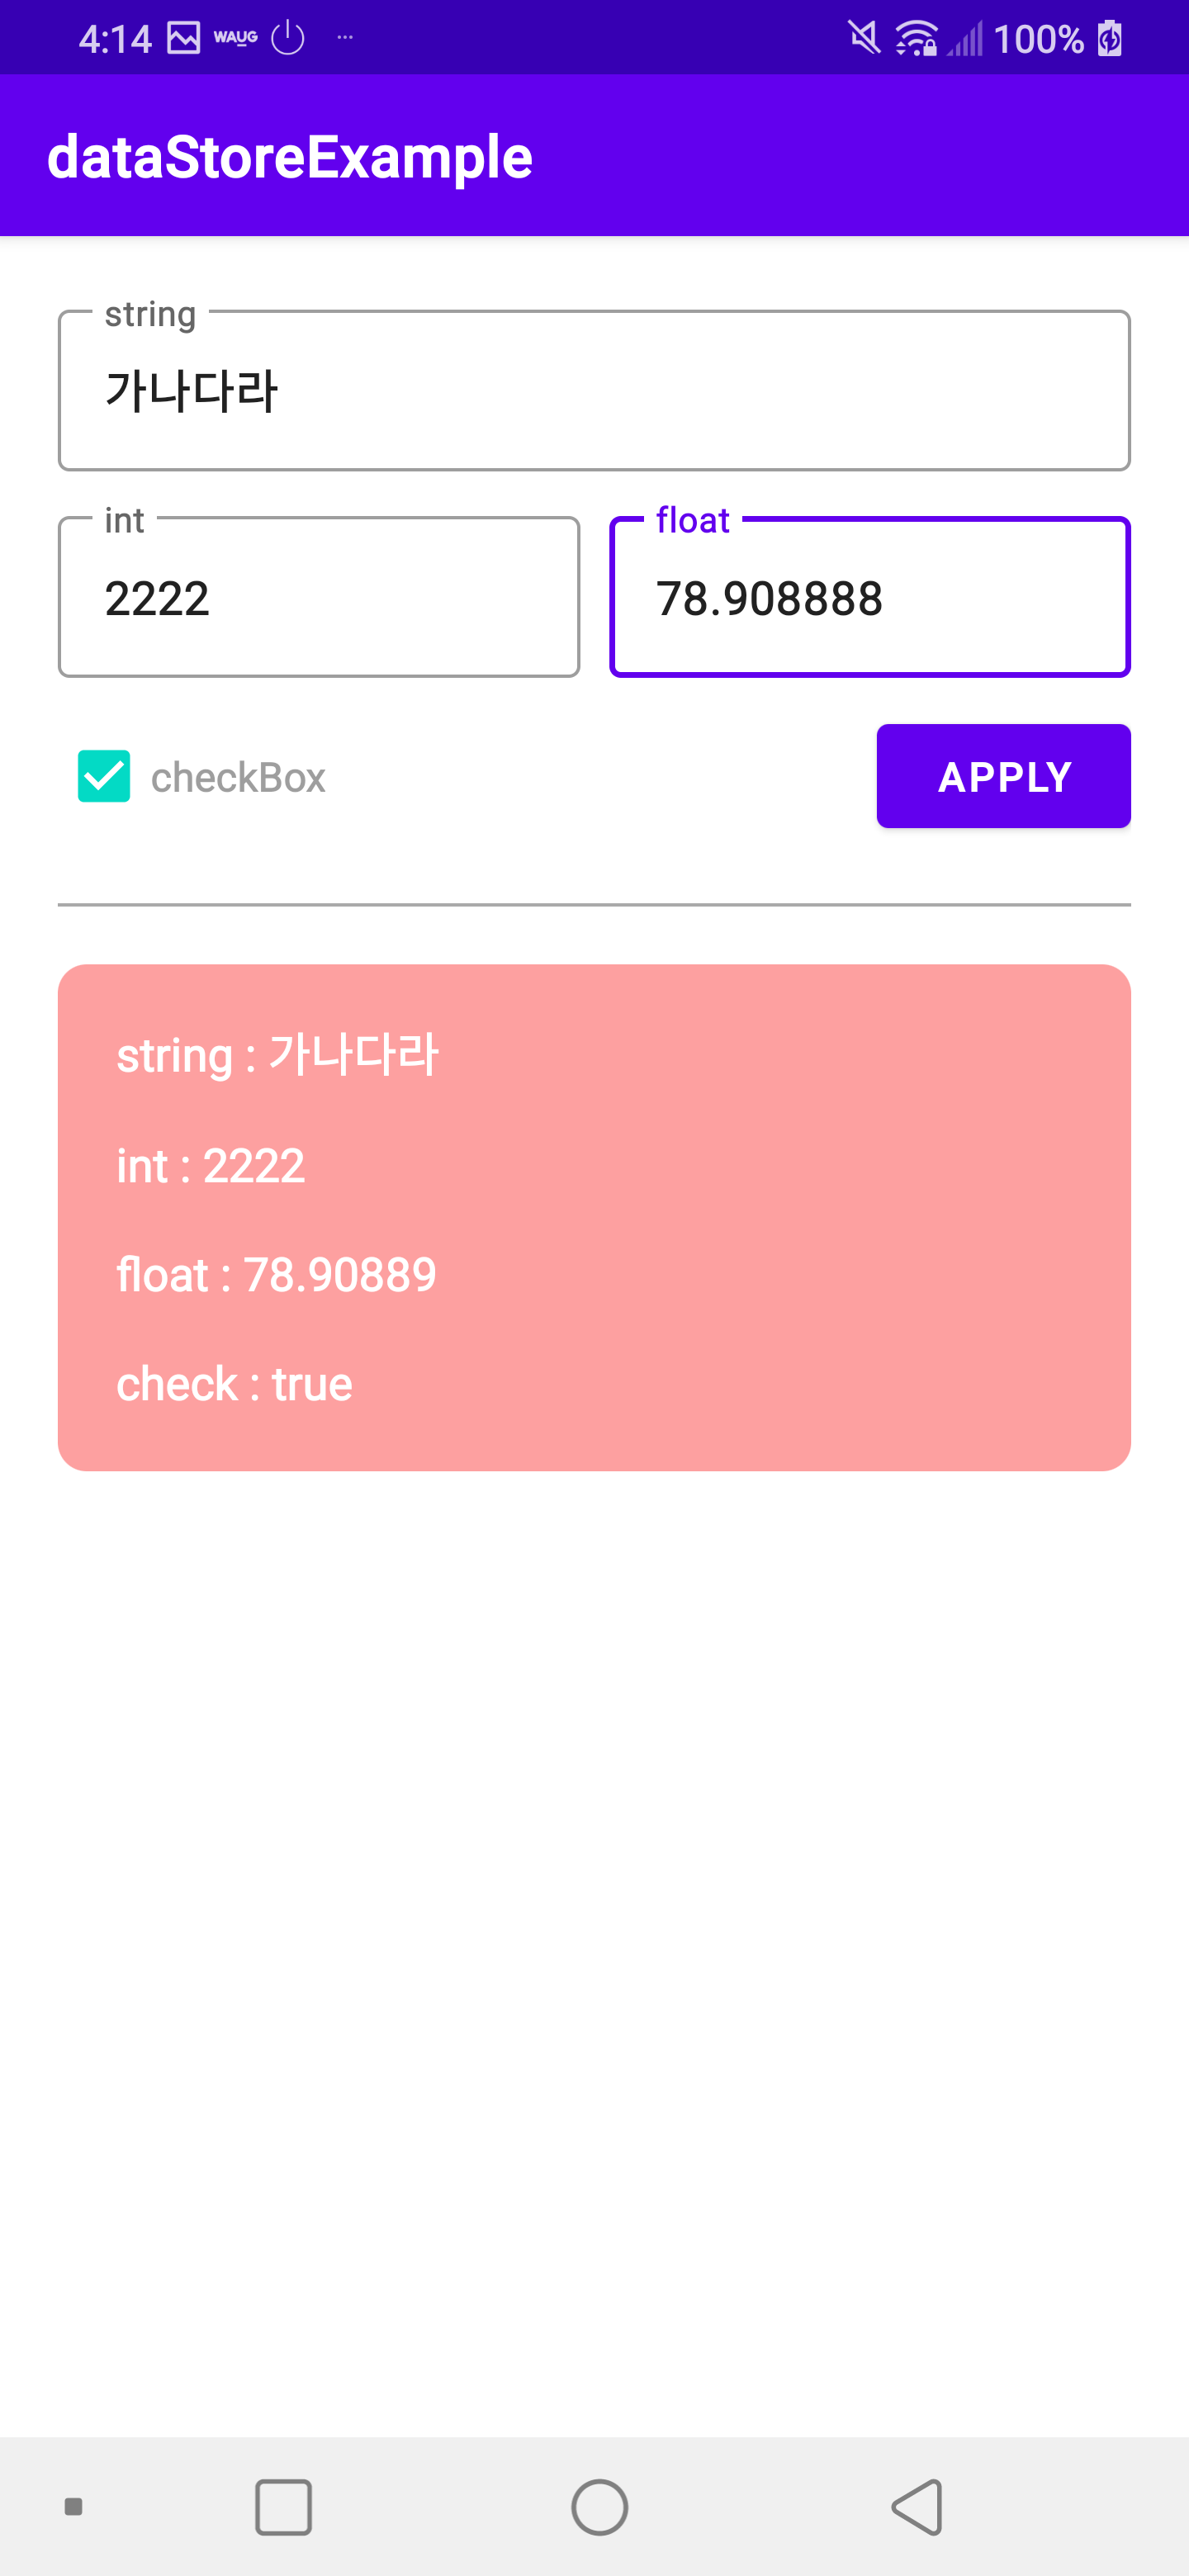 4:14 WAUG ... 100%
dataStoreExample
string
가나다라
int float
2222 78.908888
checkBox APPLY
string : 가나다라
int : 2222
float : 78.90889
check : true